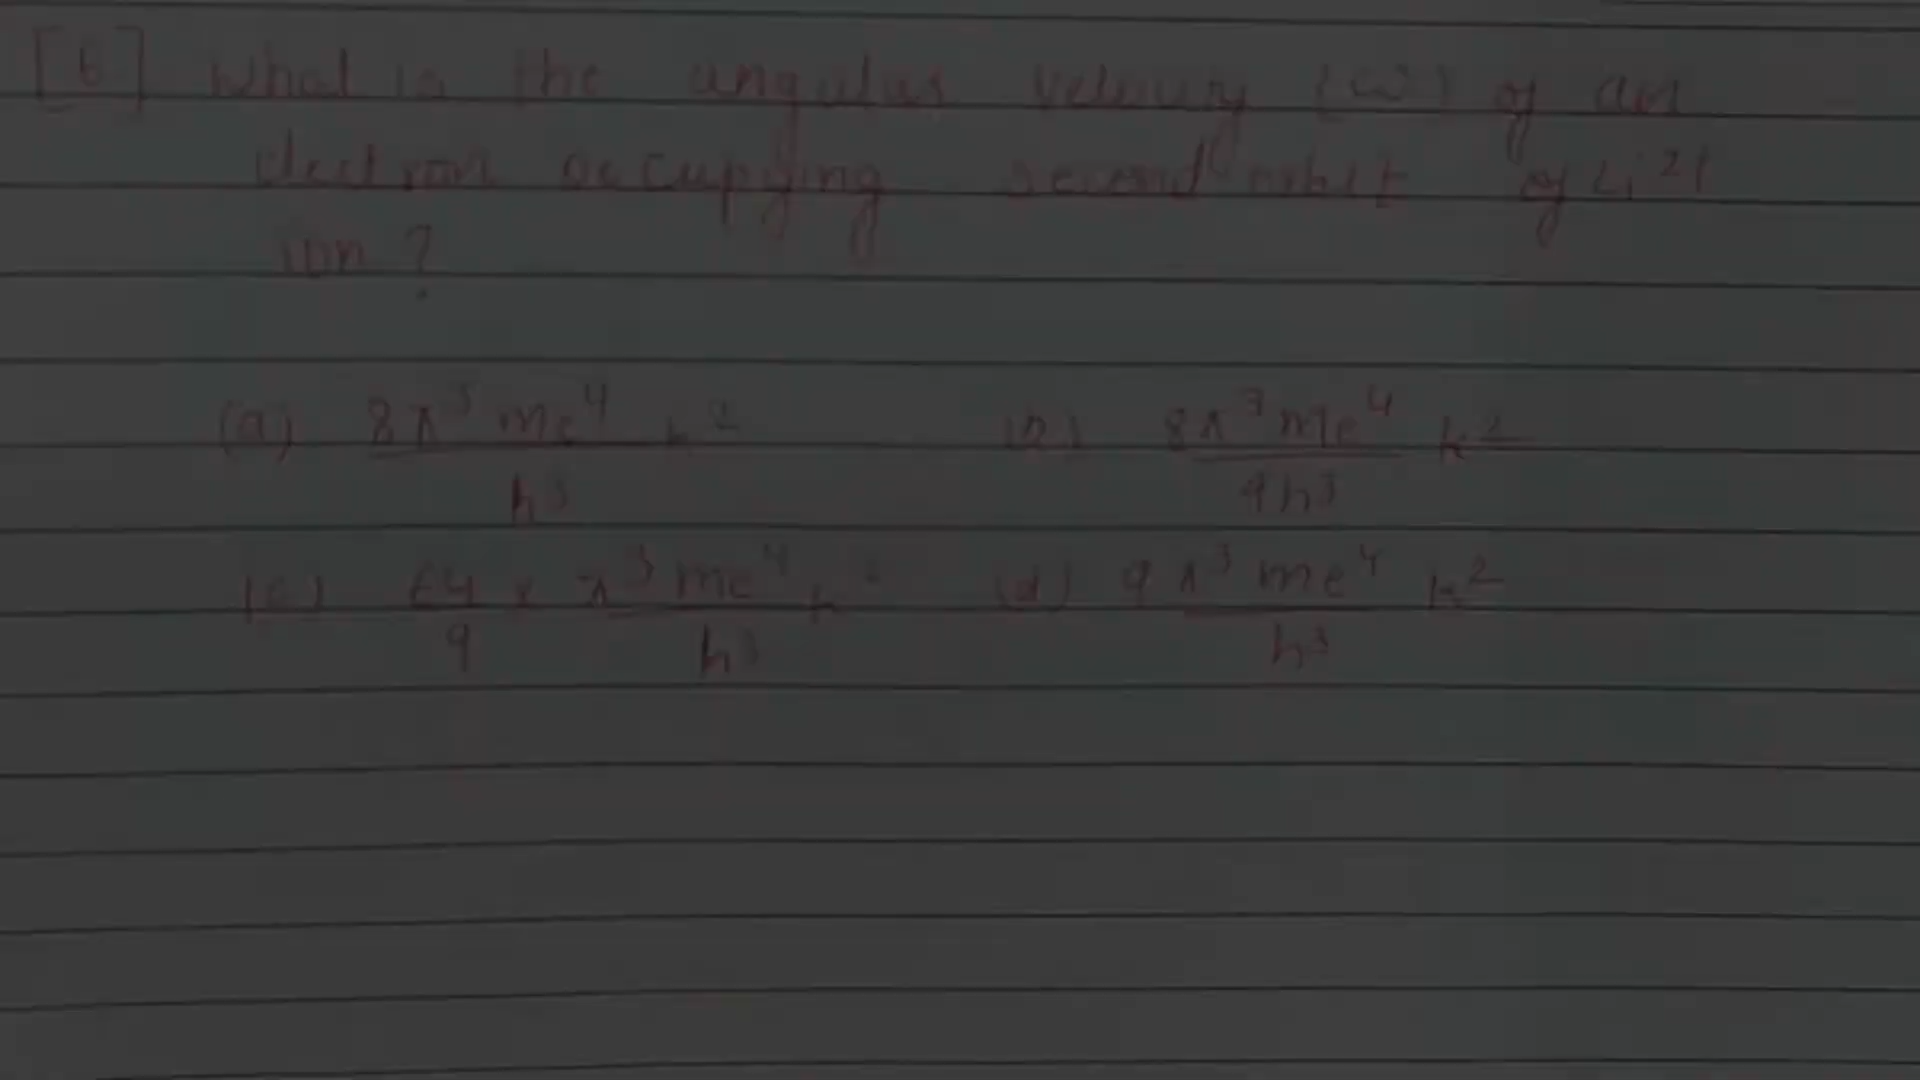 [6] What is the angular velocity (ω) of an
electron occupying second orbit of Li²⁺
ion ?
(a) 8π³me⁴/h³ k² (b) 8π³me⁴/9h³ k²
(c) 64/9 × π³me⁴/h³ k² (d) 9π³me⁴/h³ k²